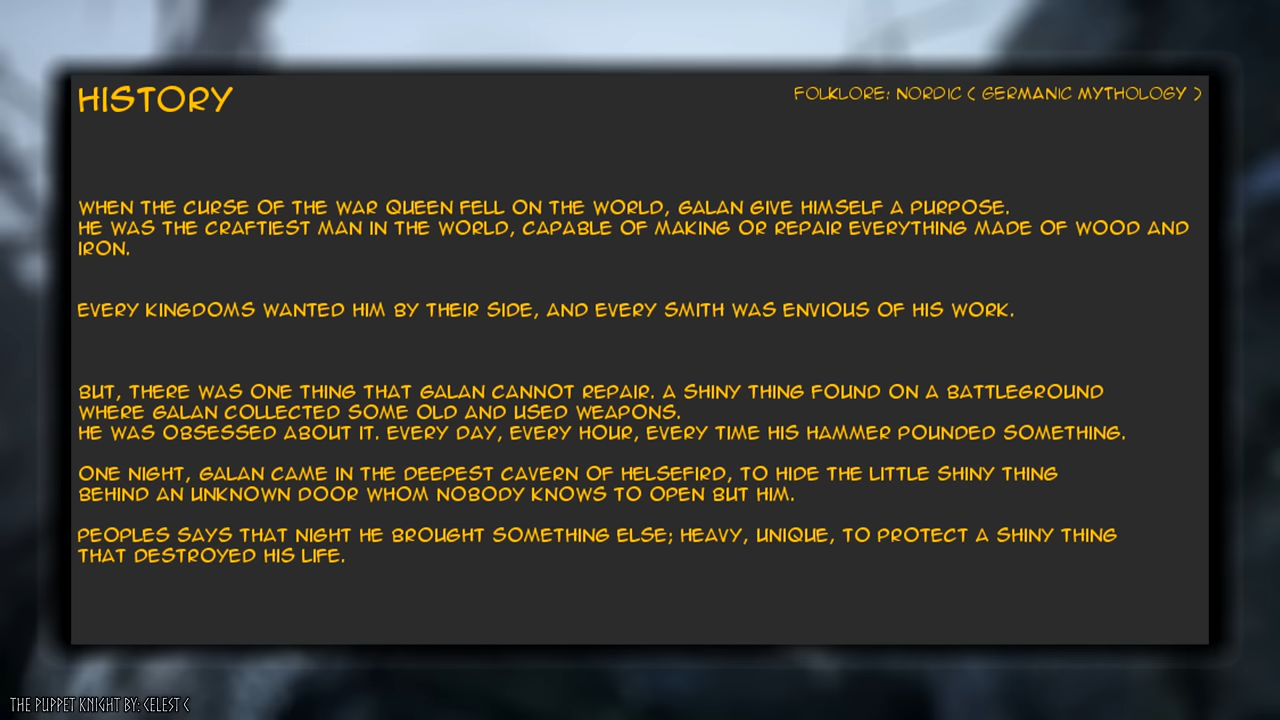 HISTORY
FOLKLORE: NORDIC ( GERMANIC MYTHOLOGY )
WHEN THE CURSE OF THE WAR QUEEN FELL ON THE WORLD, GALAN GIVE HIMSELF A PURPOSE.
HE WAS THE CRAFTIEST MAN IN THE WORLD, CAPABLE OF MAKING OR REPAIR EVERYTHING MADE OF WOOD AND
IRON.
EVERY KINGDOMS WANTED HIM BY THEIR SIDE, AND EVERY SMITH WAS ENVIOUS OF HIS WORK.
BUT, THERE WAS ONE THING THAT GALAN CANNOT REPAIR. A SHINY THING FOUND ON A BATTLEGROUND
WHERE GALAN COLLECTED SOME OLD AND USED WEAPONS.
HE WAS OBSESSED ABOUT IT. EVERY DAY, EVERY HOUR, EVERY TIME HIS HAMMER POUNDED SOMETHING.
ONE NIGHT, GALAN CAME IN THE DEEPEST CAVERN OF HELSEFIRD, TO HIDE THE LITTLE SHINY THING
BEHIND AN UNKNOWN DOOR WHOM NOBODY KNOWS TO OPEN BUT HIM.
PEOPLES SAYS THAT NIGHT HE BROUGHT SOMETHING ELSE; HEAVY, UNIQUE, TO PROTECT A SHINY THING
THAT DESTROYED HIS LIFE.
THE PUPPET KNIGHT BY: CELEST C